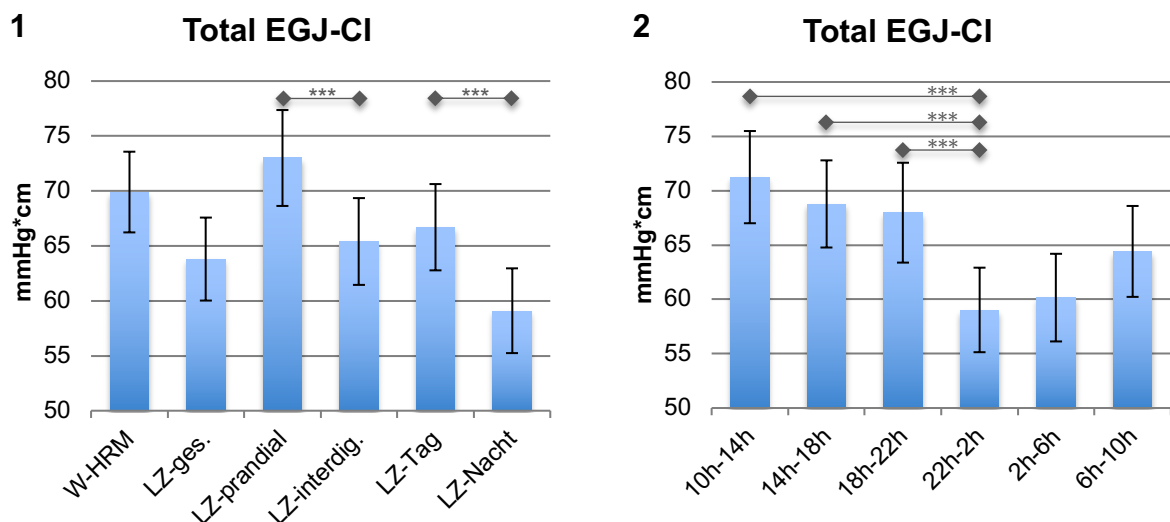 1
Total EGJ-CI
mmHg*cm
80
75
70
65
60
55
50
***
***
W-HRM
LZ-ges.
LZ-prandial
LZ-interdig.
LZ-Tag
LZ-Nacht
2
Total EGJ-CI
mmHg*cm
80
75
70
65
60
55
50
***
***
***
10h-14h
14h-18h
18h-22h
22h-2h
2h-6h
6h-10h